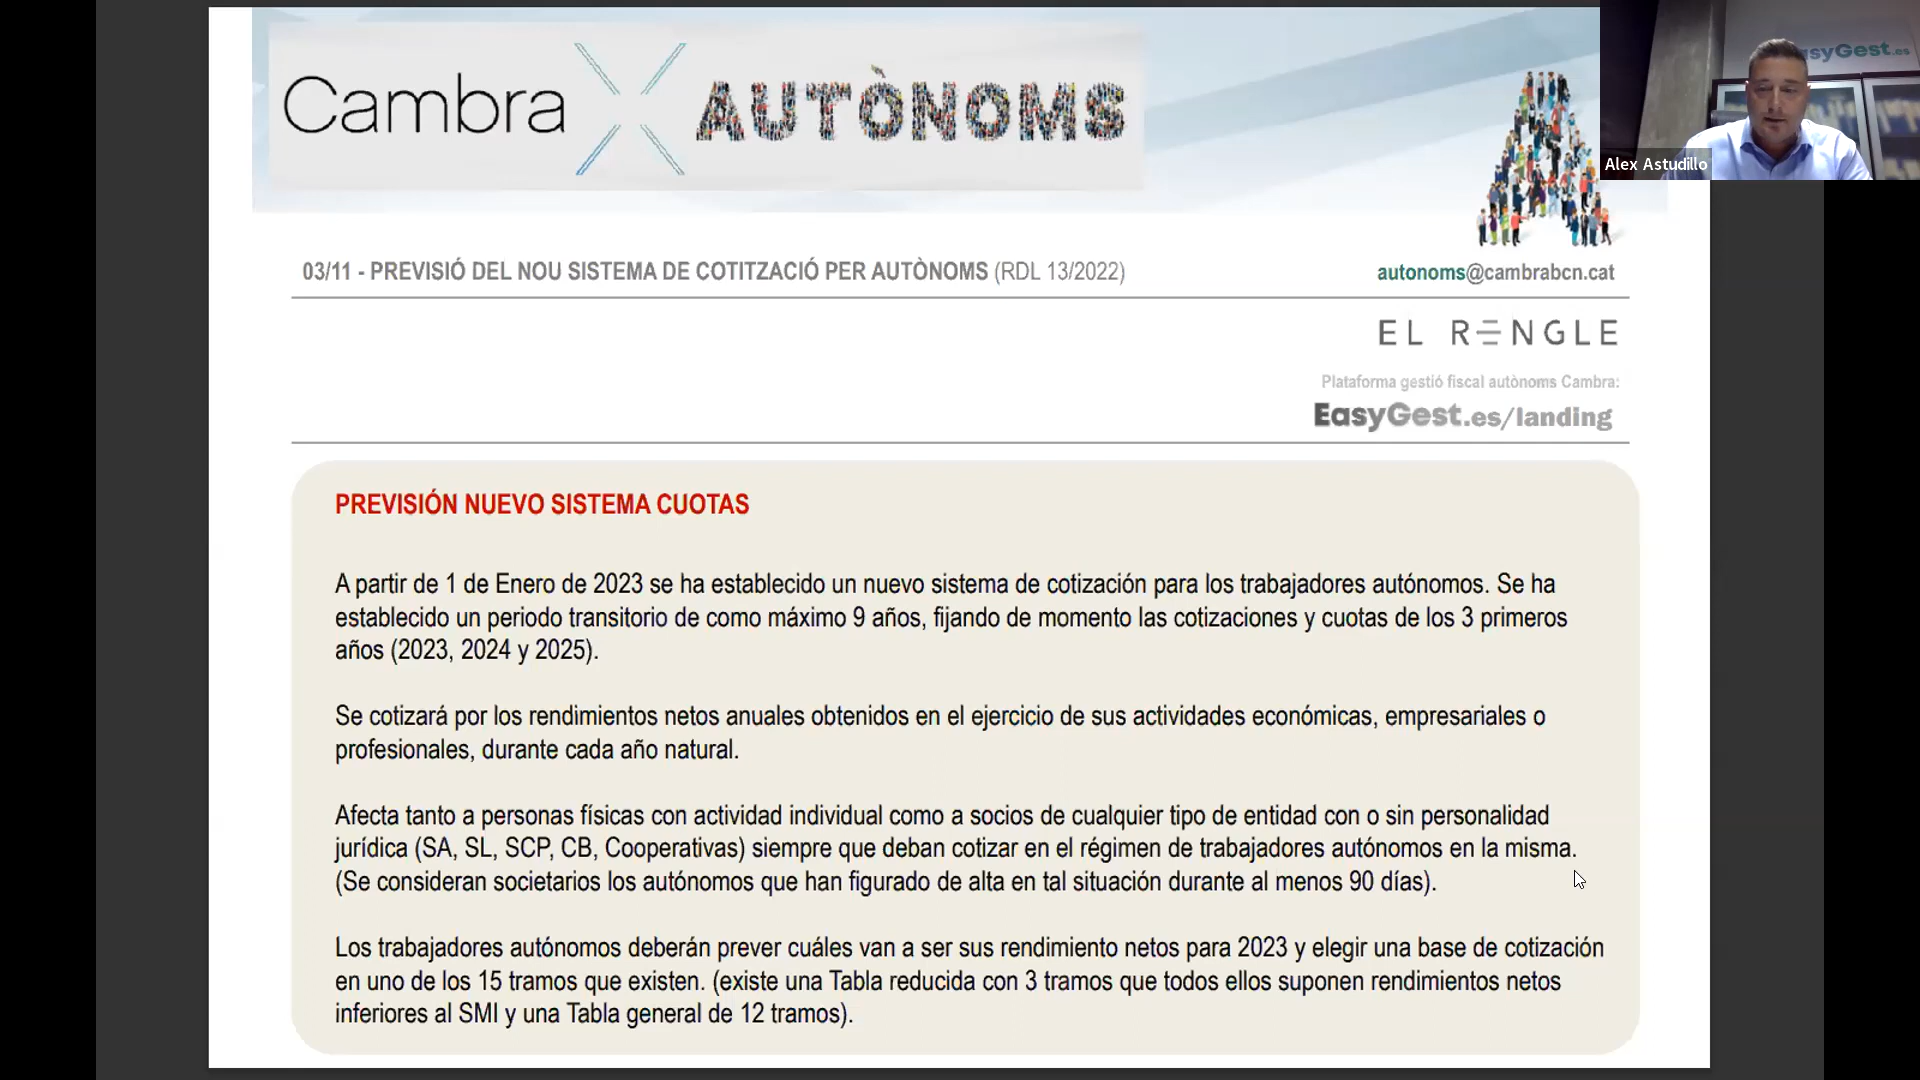 Cambra X AUTÒNOMS
EasyGest.es
Alex Astudillo
03/11 - PREVISIÓ DEL NOU SISTEMA DE COTITZACIÓ PER AUTÒNOMS (RDL 13/2022)
autonoms@cambrabcn.cat
EL RENGLE
Plataforma gestió fiscal autònoms Cambra:
EasyGest.es/landing
PREVISIÓN NUEVO SISTEMA CUOTAS
A partir de 1 de Enero de 2023 se ha establecido un nuevo sistema de cotización para los trabajadores autónomos. Se ha
establecido un periodo transitorio de como máximo 9 años, fijando de momento las cotizaciones y cuotas de los 3 primeros
años (2023, 2024 y 2025).
Se cotizará por los rendimientos netos anuales obtenidos en el ejercicio de sus actividades económicas, empresariales o
profesionales, durante cada año natural.
Afecta tanto a personas físicas con actividad individual como a socios de cualquier tipo de entidad con o sin personalidad
jurídica (SA, SL, SCP, CB, Cooperativas) siempre que deban cotizar en el régimen de trabajadores autónomos en la misma.
(Se consideran societarios los autónomos que han figurado de alta en tal situación durante al menos 90 días).
Los trabajadores autónomos deberán prever cuáles van a ser sus rendimiento netos para 2023 y elegir una base de cotización
en uno de los 15 tramos que existen. (existe una Tabla reducida con 3 tramos que todos ellos suponen rendimientos netos
inferiores al SMI y una Tabla general de 12 tramos).